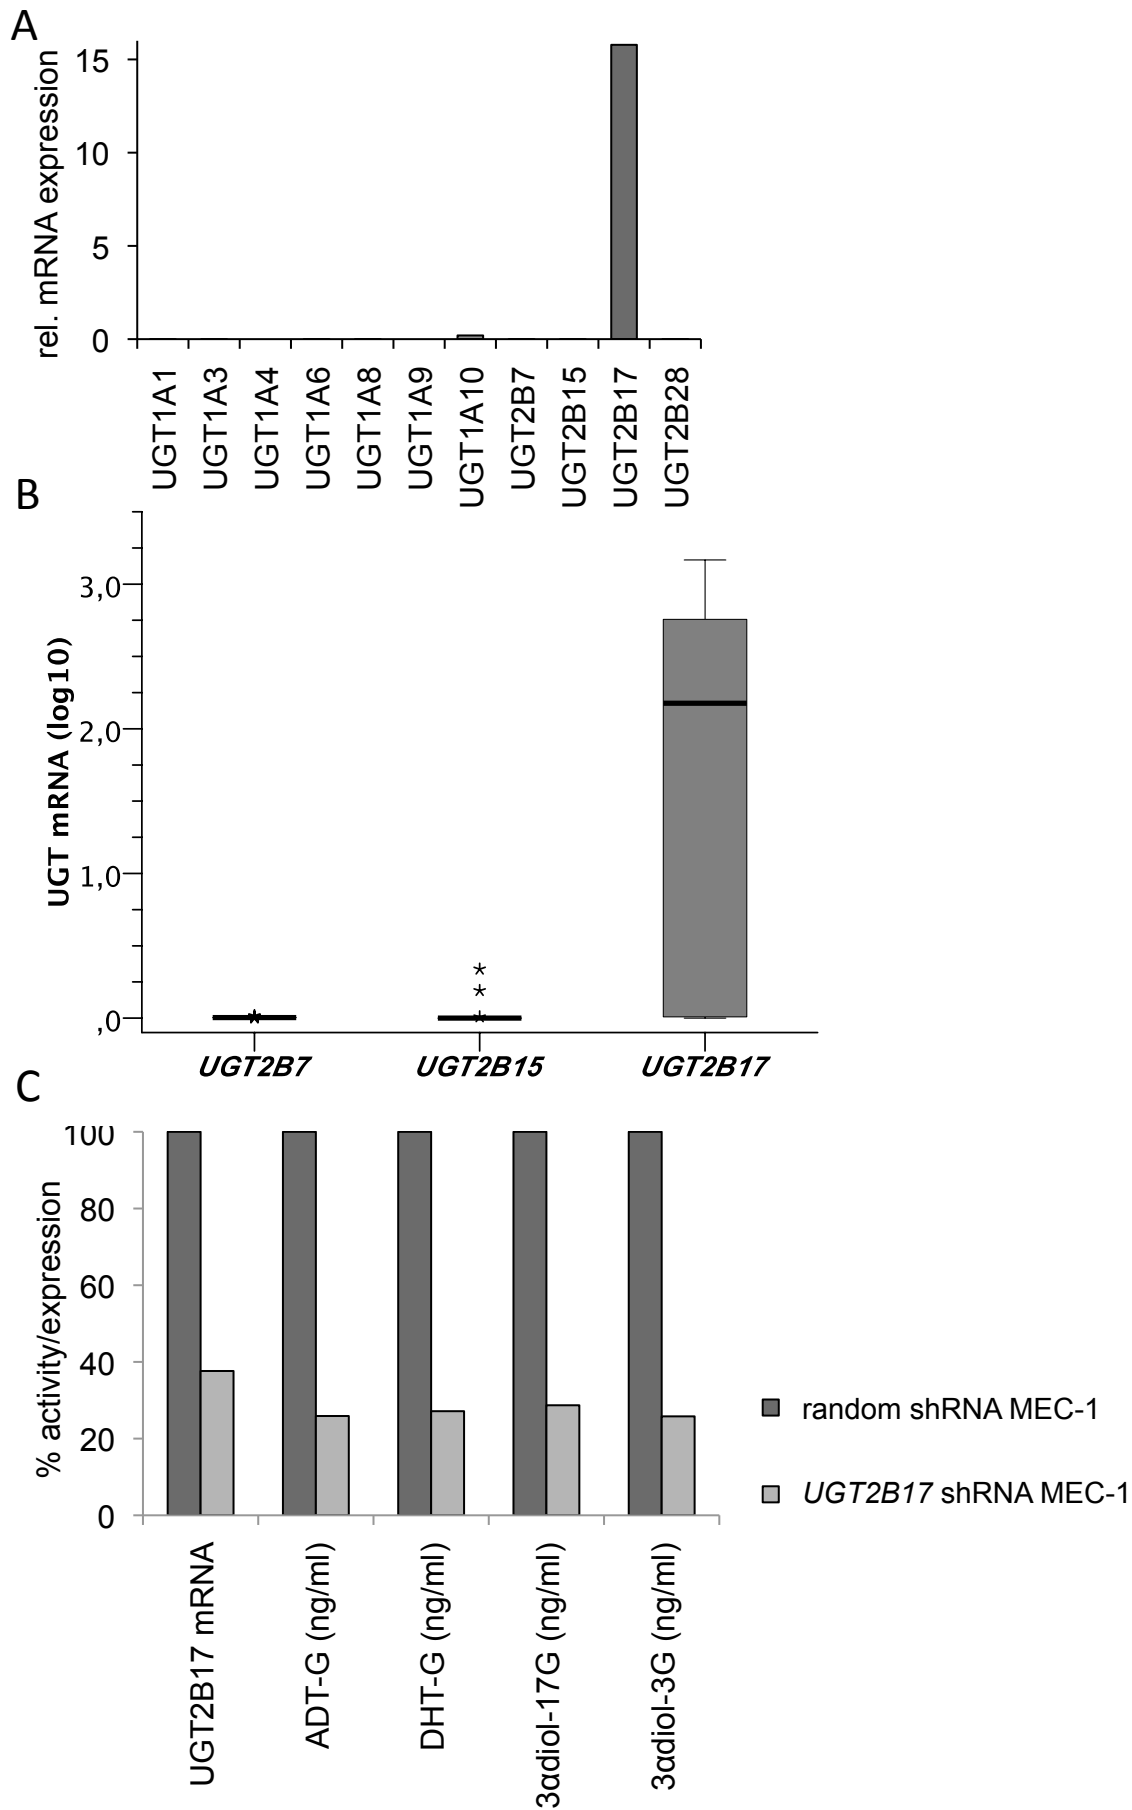 A
rel. mRNA expression
15
10
5
0
UGT1A1
UGT1A3
UGT1A4
UGT1A6
UGT1A8
UGT1A9
UGT1A10
UGT2B7
UGT2B15
UGT2B17
UGT2B28
B
UGT mRNA (log10)
3,0
2,0
1,0
,0
UGT2B7
UGT2B15
UGT2B17
C
% activity/expression
100
80
60
40
20
0
UGT2B17 mRNA
ADT-G (ng/ml)
DHT-G (ng/ml)
3αdiol-17G (ng/ml)
3αdiol-3G (ng/ml)
random shRNA MEC-1
UGT2B17 shRNA MEC-1